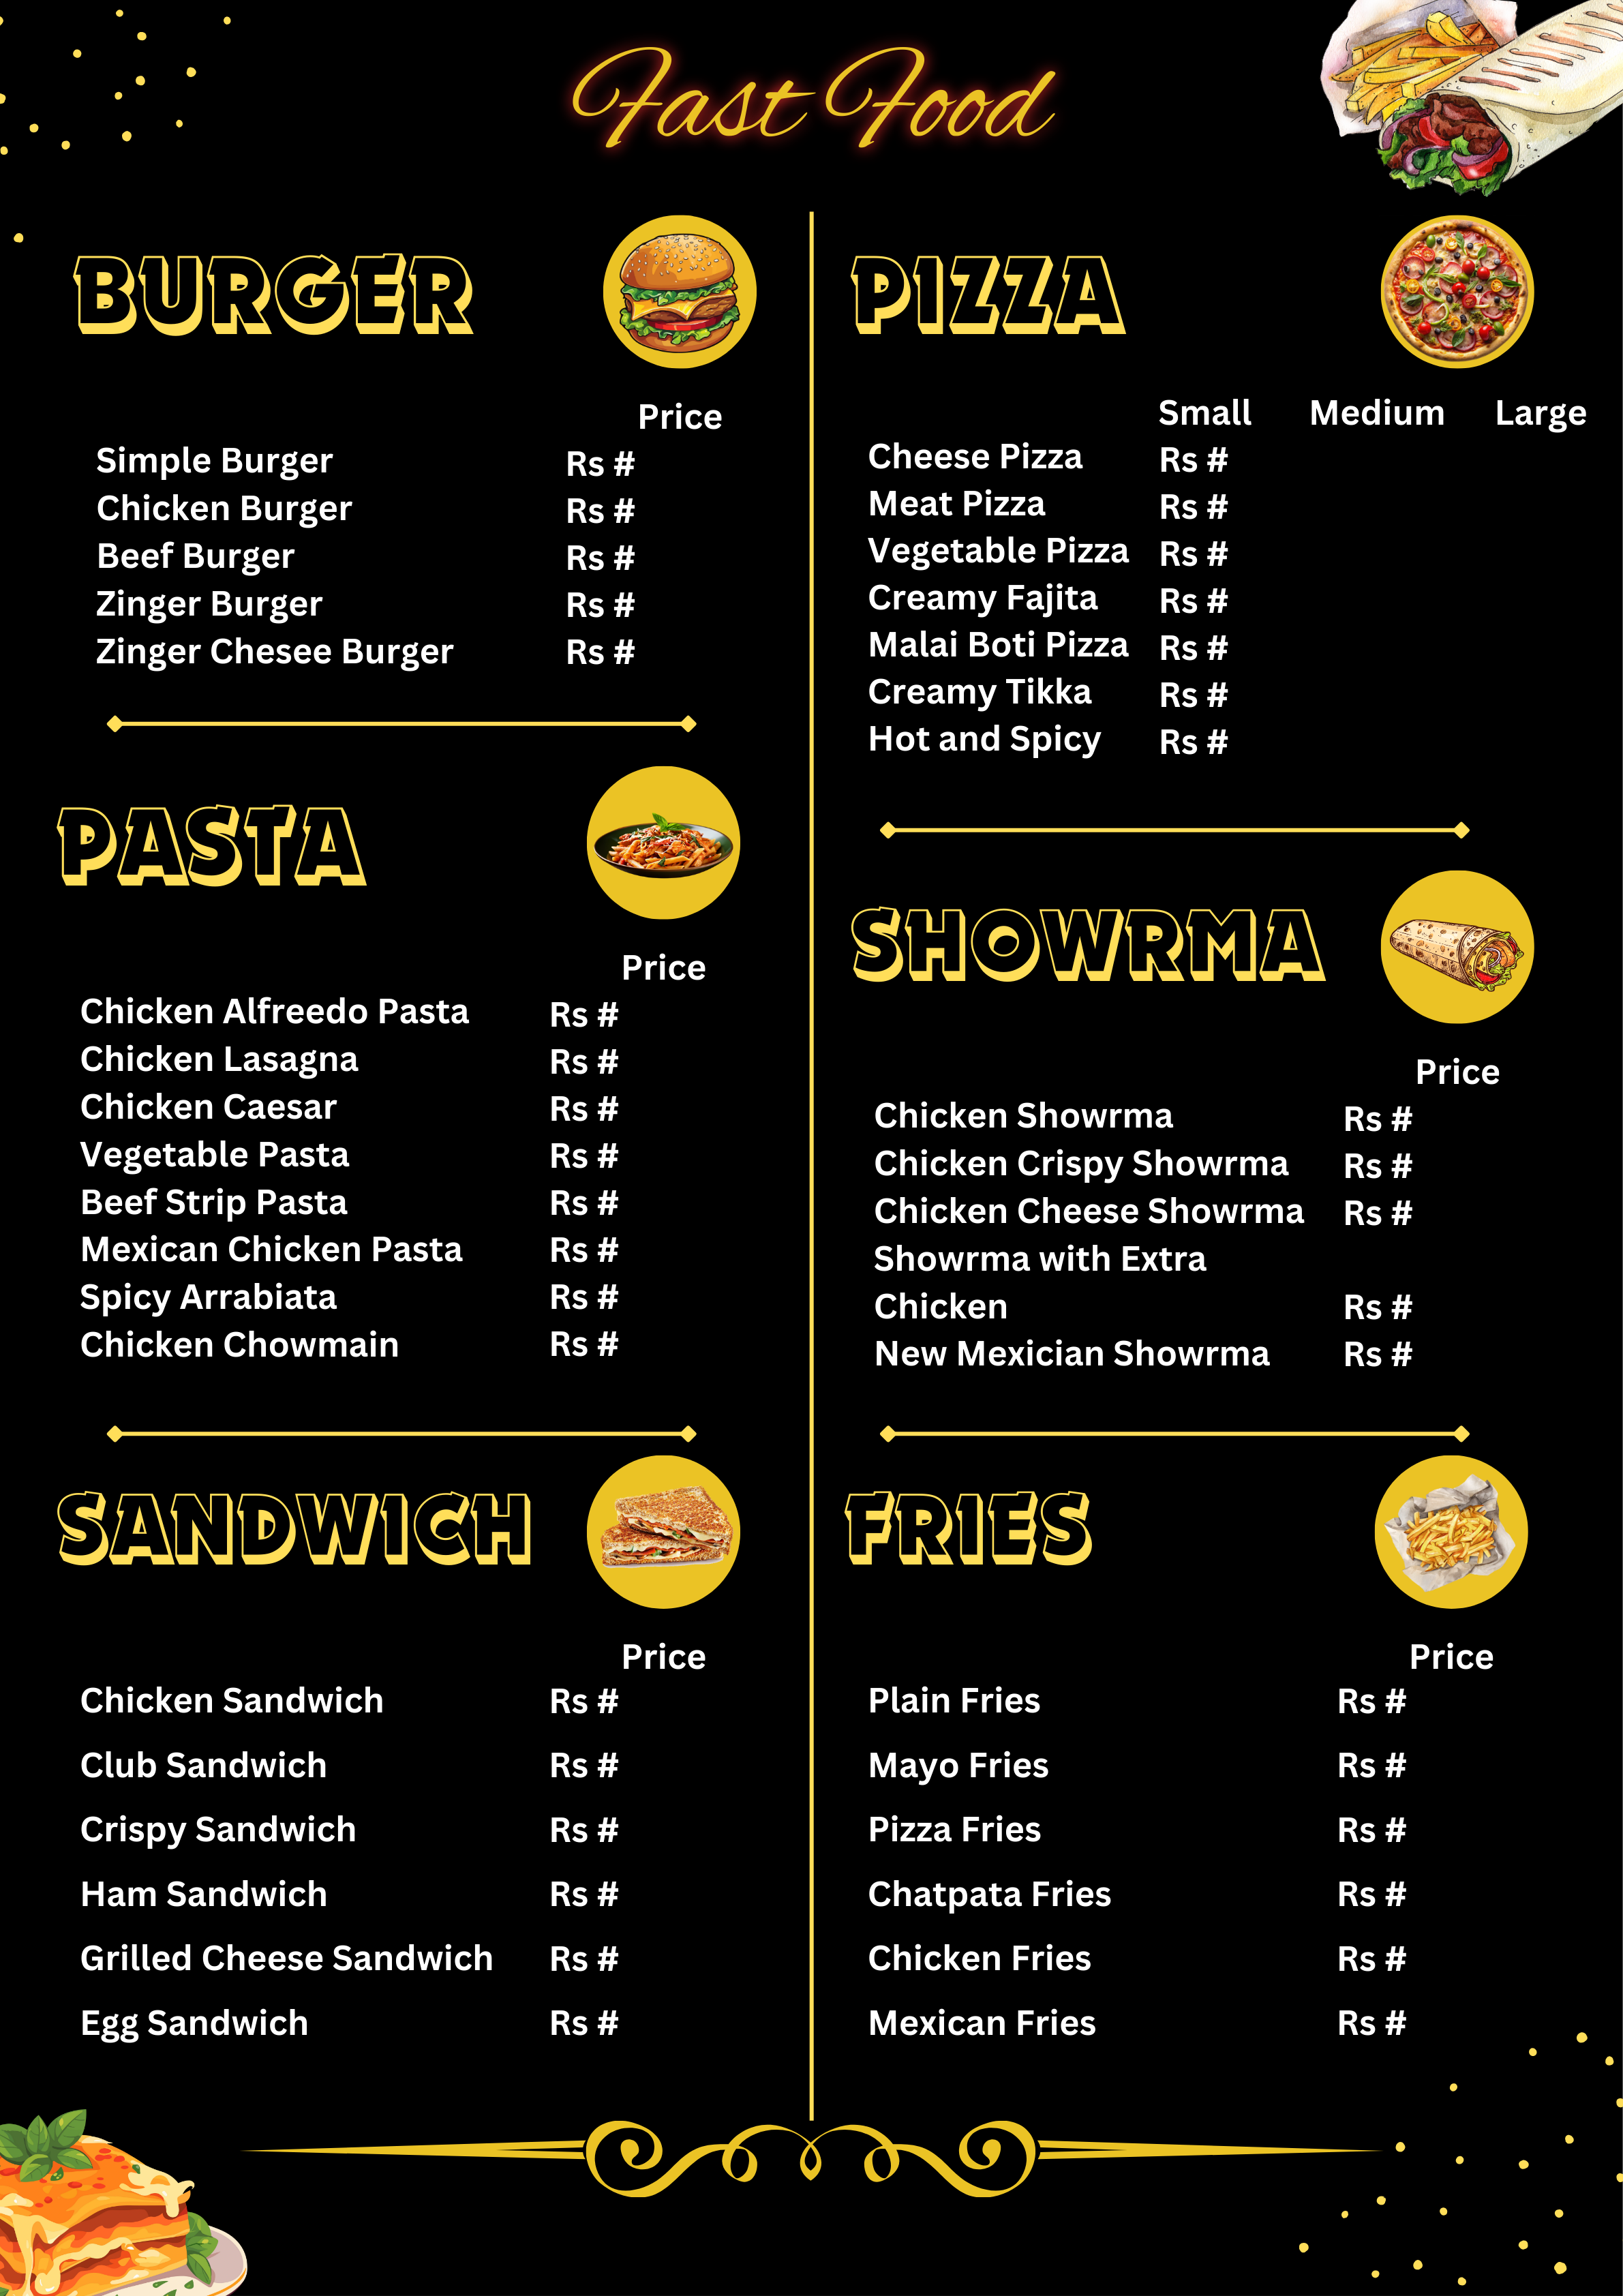 Fast Food
BURGER
Price
Simple Burger Rs #
Chicken Burger Rs #
Beef Burger Rs #
Zinger Burger Rs #
Zinger Chesee Burger Rs #
PASTA
Price
Chicken Alfreedo Pasta Rs #
Chicken Lasagna Rs #
Chicken Caesar Rs #
Vegetable Pasta Rs #
Beef Strip Pasta Rs #
Mexican Chicken Pasta Rs #
Spicy Arrabiata Rs #
Chicken Chowmain Rs #
SANDWICH
Price
Chicken Sandwich Rs #
Club Sandwich Rs #
Crispy Sandwich Rs #
Ham Sandwich Rs #
Grilled Cheese Sandwich Rs #
Egg Sandwich Rs #
PIZZA
Small Medium Large
Cheese Pizza Rs #
Meat Pizza Rs #
Vegetable Pizza Rs #
Creamy Fajita Rs #
Malai Boti Pizza Rs #
Creamy Tikka Rs #
Hot and Spicy Rs #
SHOWRMA
Price
Chicken Showrma Rs #
Chicken Crispy Showrma Rs #
Chicken Cheese Showrma Rs #
Showrma with Extra
Chicken Rs #
New Mexician Showrma Rs #
FRIES
Price
Plain Fries Rs #
Mayo Fries Rs #
Pizza Fries Rs #
Chatpata Fries Rs #
Chicken Fries Rs #
Mexican Fries Rs #